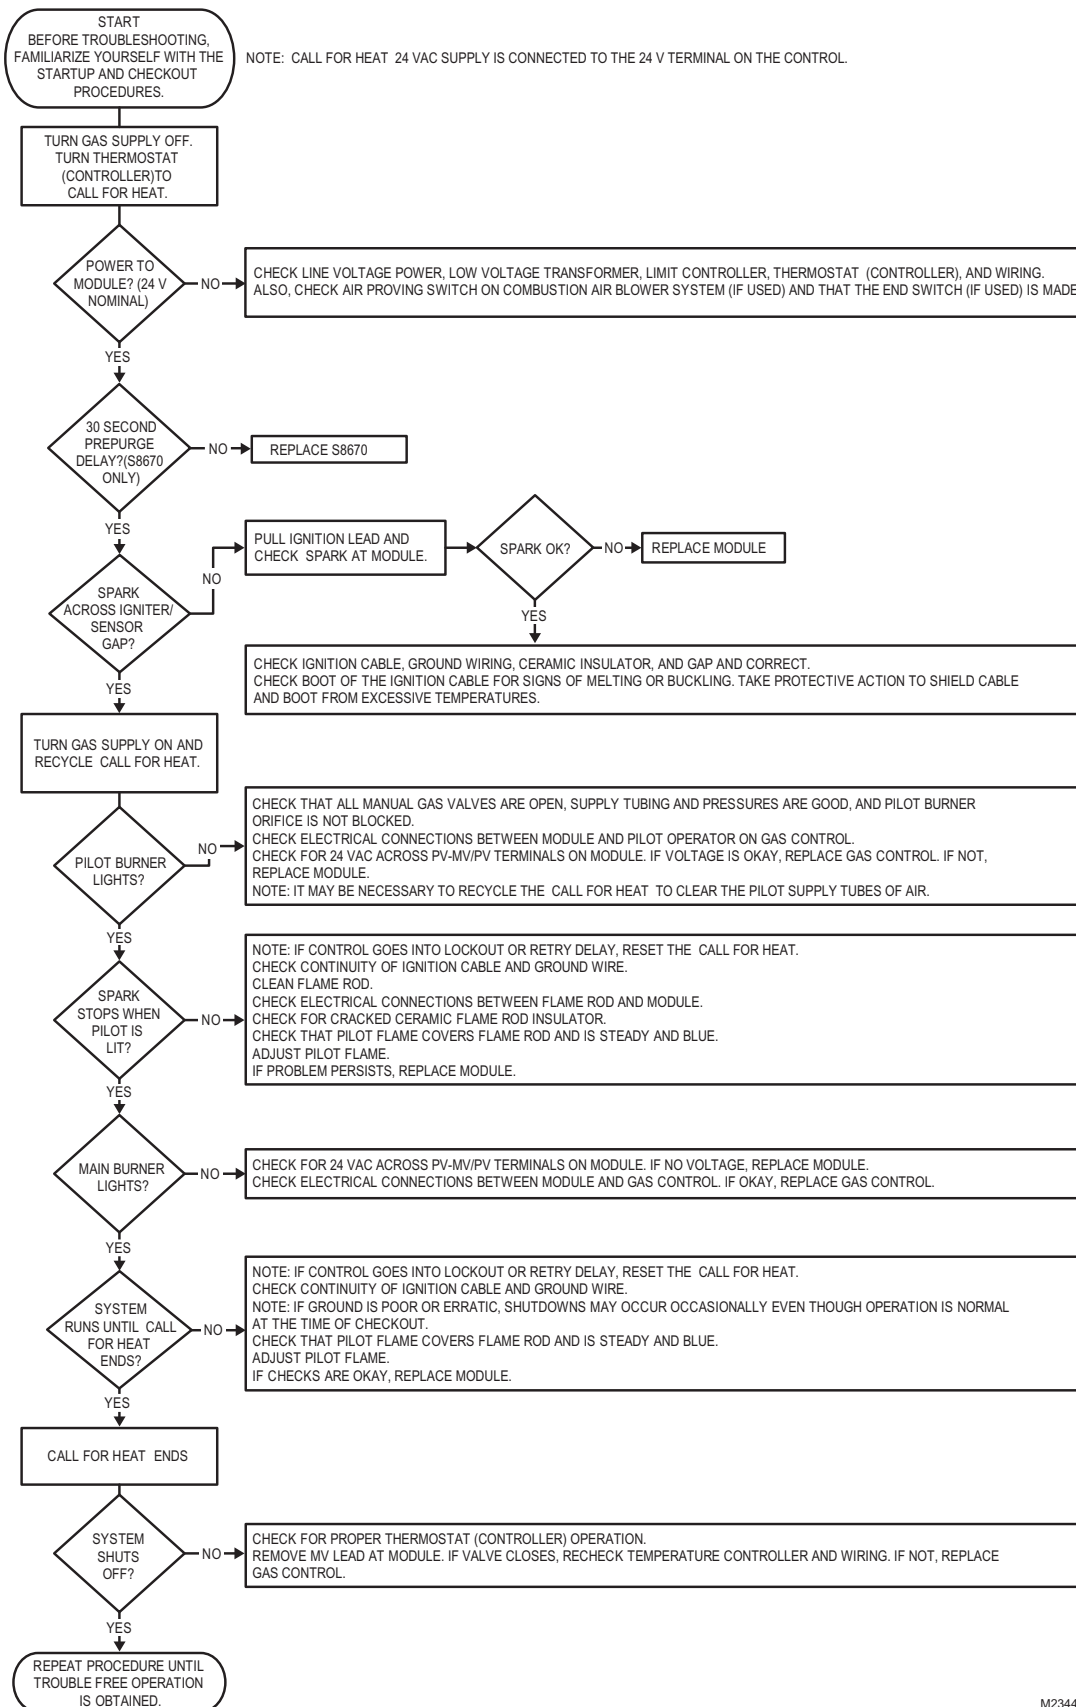 START
BEFORE TROUBLESHOOTING,
FAMILIARIZE YOURSELF WITH THE
STARTUP AND CHECKOUT
PROCEDURES.
NOTE: CALL FOR HEAT 24 VAC SUPPLY IS CONNECTED TO THE 24 V TERMINAL ON THE CONTROL.
TURN GAS SUPPLY OFF.
TURN THERMOSTAT
(CONTROLLER)TO
CALL FOR HEAT.
POWER TO
MODULE? (24 V
NOMINAL)
NO
CHECK LINE VOLTAGE POWER, LOW VOLTAGE TRANSFORMER, LIMIT CONTROLLER, THERMOSTAT (CONTROLLER), AND WIRING.
ALSO, CHECK AIR PROVING SWITCH ON COMBUSTION AIR BLOWER SYSTEM (IF USED) AND THAT THE END SWITCH (IF USED) IS MADE
YES
30 SECOND
PREPURGE
DELAY?(S8670
ONLY)
NO
REPLACE S8670
YES
SPARK
ACROSS IGNITER/
SENSOR
GAP?
NO
PULL IGNITION LEAD AND
CHECK SPARK AT MODULE.
SPARK OK?
NO
REPLACE MODULE
YES
CHECK IGNITION CABLE, GROUND WIRING, CERAMIC INSULATOR, AND GAP AND CORRECT.
CHECK BOOT OF THE IGNITION CABLE FOR SIGNS OF MELTING OR BUCKLING. TAKE PROTECTIVE ACTION TO SHIELD CABLE
AND BOOT FROM EXCESSIVE TEMPERATURES.
YES
TURN GAS SUPPLY ON AND
RECYCLE CALL FOR HEAT.
PILOT BURNER
LIGHTS?
NO
CHECK THAT ALL MANUAL GAS VALVES ARE OPEN, SUPPLY TUBING AND PRESSURES ARE GOOD, AND PILOT BURNER
ORIFICE IS NOT BLOCKED.
CHECK ELECTRICAL CONNECTIONS BETWEEN MODULE AND PILOT OPERATOR ON GAS CONTROL.
CHECK FOR 24 VAC ACROSS PV-MV/PV TERMINALS ON MODULE. IF VOLTAGE IS OKAY, REPLACE GAS CONTROL. IF NOT,
REPLACE MODULE.
NOTE: IT MAY BE NECESSARY TO RECYCLE THE CALL FOR HEAT TO CLEAR THE PILOT SUPPLY TUBES OF AIR.
YES
SPARK
STOPS WHEN
PILOT IS
LIT?
NO
NOTE: IF CONTROL GOES INTO LOCKOUT OR RETRY DELAY, RESET THE CALL FOR HEAT.
CHECK CONTINUITY OF IGNITION CABLE AND GROUND WIRE.
CLEAN FLAME ROD.
CHECK ELECTRICAL CONNECTIONS BETWEEN FLAME ROD AND MODULE.
CHECK FOR CRACKED CERAMIC FLAME ROD INSULATOR.
CHECK THAT PILOT FLAME COVERS FLAME ROD AND IS STEADY AND BLUE.
ADJUST PILOT FLAME.
IF PROBLEM PERSISTS, REPLACE MODULE.
YES
MAIN BURNER
LIGHTS?
NO
CHECK FOR 24 VAC ACROSS PV-MV/PV TERMINALS ON MODULE. IF NO VOLTAGE, REPLACE MODULE.
CHECK ELECTRICAL CONNECTIONS BETWEEN MODULE AND GAS CONTROL. IF OKAY, REPLACE GAS CONTROL.
YES
SYSTEM
RUNS UNTIL CALL
FOR HEAT
ENDS?
NO
NOTE: IF CONTROL GOES INTO LOCKOUT OR RETRY DELAY, RESET THE CALL FOR HEAT.
CHECK CONTINUITY OF IGNITION CABLE AND GROUND WIRE.
NOTE: IF GROUND IS POOR OR ERRATIC, SHUTDOWNS MAY OCCUR OCCASIONALLY EVEN THOUGH OPERATION IS NORMAL
AT THE TIME OF CHECKOUT.
CHECK THAT PILOT FLAME COVERS FLAME ROD AND IS STEADY AND BLUE.
ADJUST PILOT FLAME.
IF CHECKS ARE OKAY, REPLACE MODULE.
YES
CALL FOR HEAT ENDS
SYSTEM
SHUTS
OFF?
NO
CHECK FOR PROPER THERMOSTAT (CONTROLLER) OPERATION.
REMOVE MV LEAD AT MODULE. IF VALVE CLOSES, RECHECK TEMPERATURE CONTROLLER AND WIRING. IF NOT, REPLACE
GAS CONTROL.
YES
REPEAT PROCEDURE UNTIL
TROUBLE FREE OPERATION
IS OBTAINED.
M2344